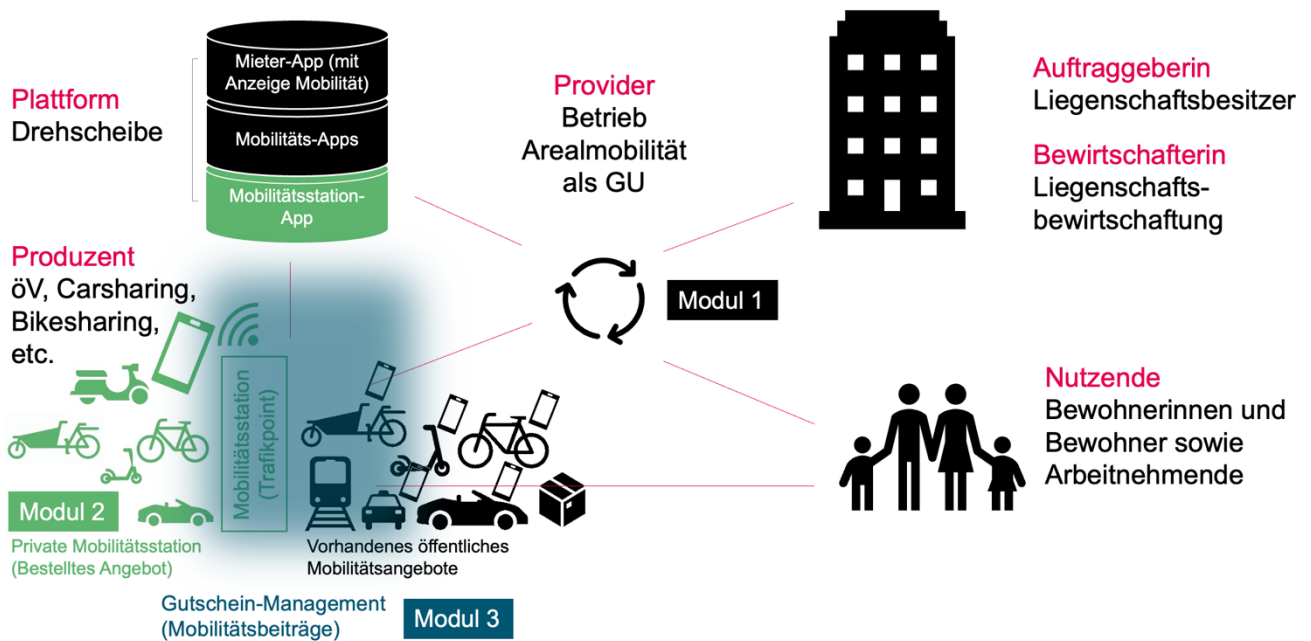 Plattform
Drehscheibe
Mieter-App (mit
Anzeige Mobilität)
Mobilitäts-Apps
Mobilitätsstation-
App
Provider
Betrieb
Arealmobilität
als GU
Auftraggeberin
Liegenschaftsbesitzer
Bewirtschafterin
Liegenschafts-
bewirtschaftung
Produzent
öV, Carsharing,
Bikesharing,
etc.
Modul 1
Mobilitätsstation
(Trafikpoint)
Nutzende
Bewohnerinnen und
Bewohner sowie
Arbeitnehmende
Modul 2
Private Mobilitätsstation
(Bestelltes Angebot)
Vorhandenes öffentliches
Mobilitätsangebote
Gutschein-Management
(Mobilitätsbeiträge)
Modul 3